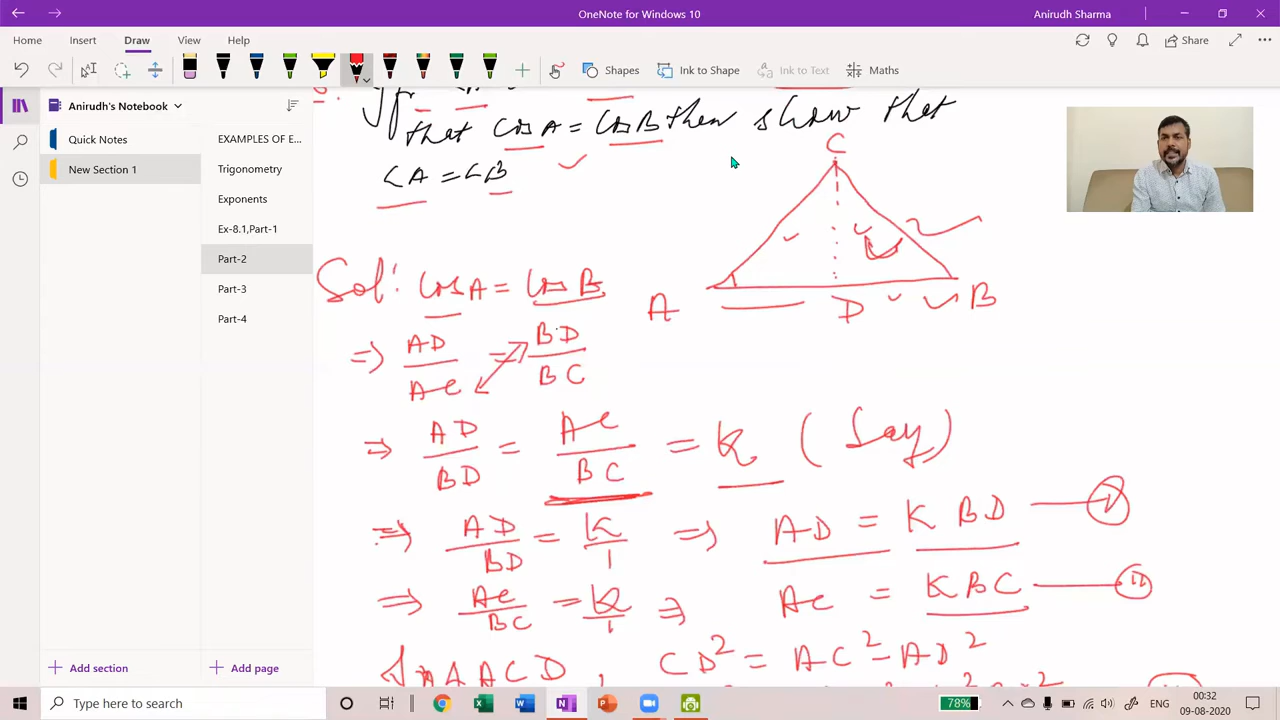 OneNote for Windows 10
Anirudh Sharma
Home Insert Draw View Help
Share
Shapes Ink to Shape Ink to Text Maths
Anirudh's Notebook
Quick Notes
New Section 1
EXAMPLES OF E...
Trigonometry
Exponents
Ex-8.1,Part-1
Part-2
Part-3
Part-4
that Cos A = Cos B then show that
∠A = ∠B
C
A D B
Sol: Cos A = Cos B
=> AD/AC = BD/BC
=> AD/BD = AC/BC = K (Say)
=> AD/BD = K/1 => AD = K BD — (i)
=> AC/BC = K/1 => AC = K BC — (ii)
In Δ ACD, CD² = AC² - AD²
Add section
Add page
Type here to search
78%
ENG
00:32
09-08-2020